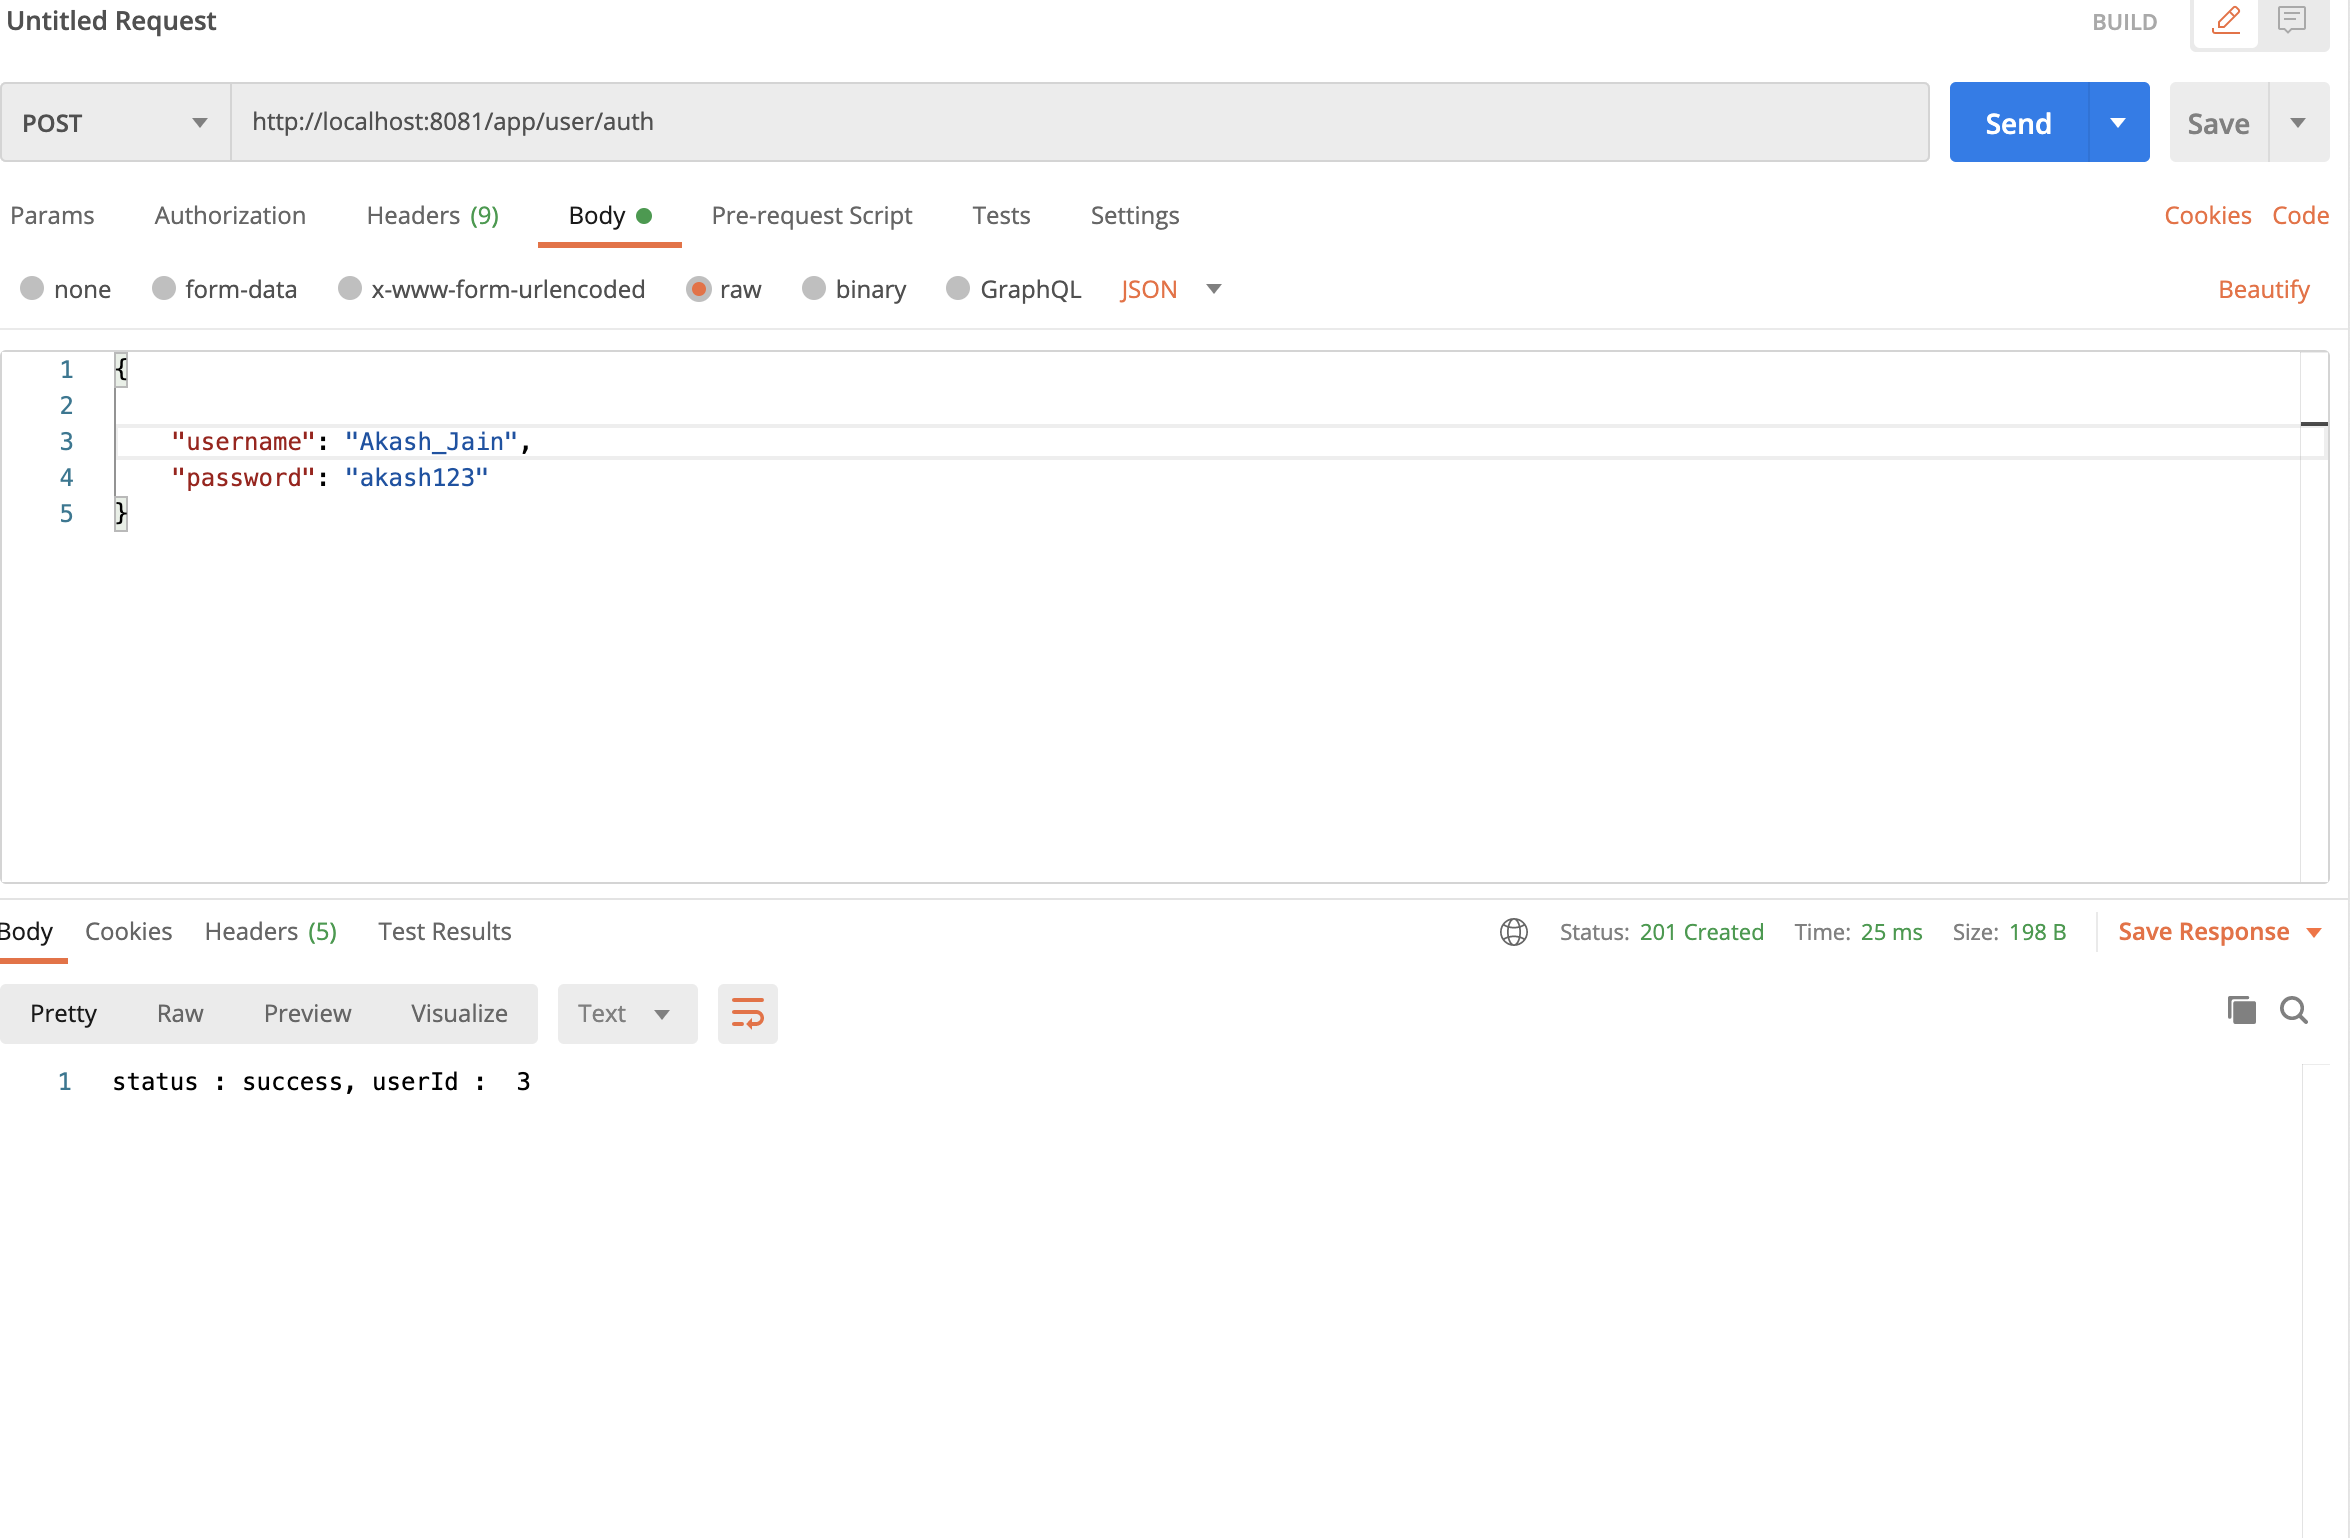 Untitled Request BUILD
POST http://localhost:8081/app/user/auth Send Save
Params Authorization Headers (9) Body Pre-request Script Tests Settings Cookies Code
none form-data x-www-form-urlencoded raw binary GraphQL JSON Beautify
1 {
2
3 "username": "Akash_Jain",
4 "password": "akash123"
5 }
Body Cookies Headers (5) Test Results Status: 201 Created Time: 25 ms Size: 198 B Save Response
Pretty Raw Preview Visualize Text
1 status : success, userId :  3